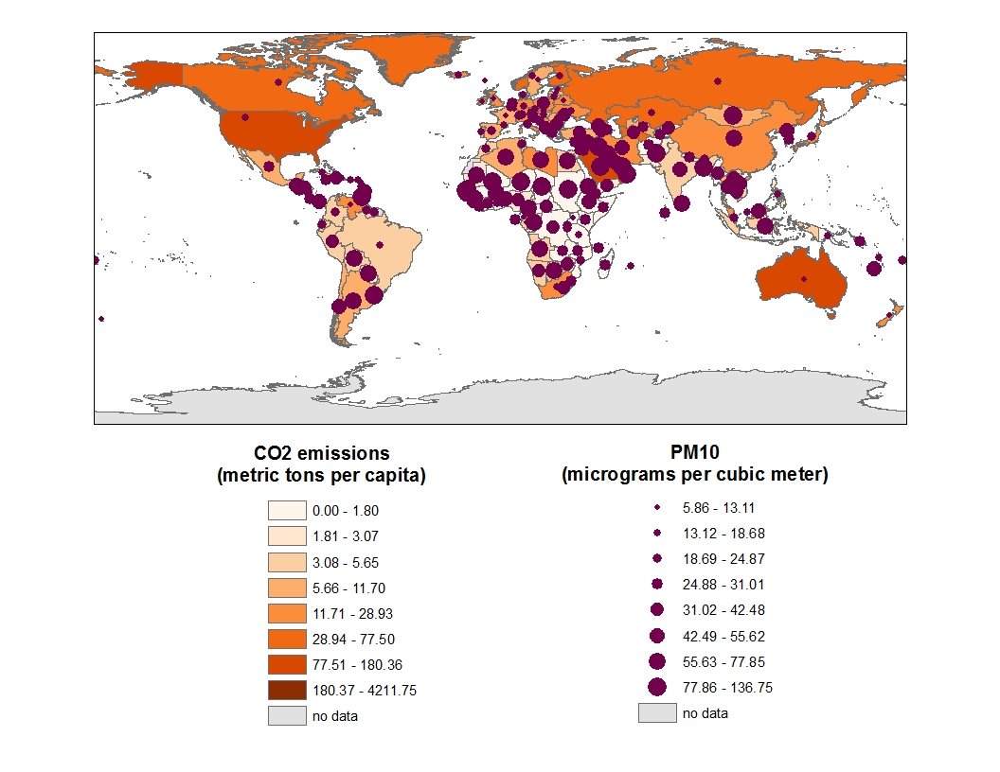 CO2 emissions
(metric tons per capita)
0.00 - 1.80
1.81 - 3.07
3.08 - 5.65
5.66 - 11.70
11.71 - 28.93
28.94 - 77.50
77.51 - 180.36
180.37 - 4211.75
no data
PM10
(micrograms per cubic meter)
5.86 - 13.11
13.12 - 18.68
18.69 - 24.87
24.88 - 31.01
31.02 - 42.48
42.49 - 55.62
55.63 - 77.85
77.86 - 136.75
no data